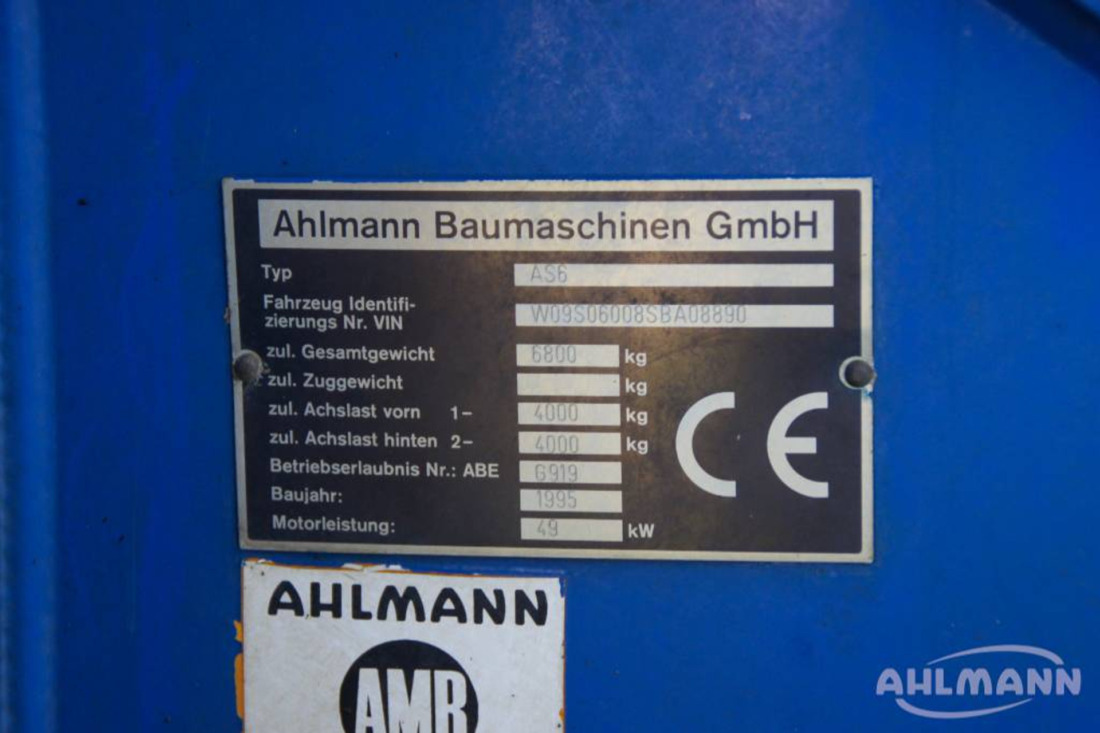 Ahlmann Baumaschinen GmbH
Typ AS6
Fahrzeug Identifi-
zierungs Nr. VIN W09S06008SBA08890
zul. Gesamtgewicht 6800 kg
zul. Zuggewicht kg
zul. Achslast vorn 1- 4000 kg
zul. Achslast hinten 2- 4000 kg
Betriebserlaubnis Nr.: ABE G919
Baujahr: 1995
Motorleistung: 49 kW
CE
AHLMANN
AMB
AHLMANN